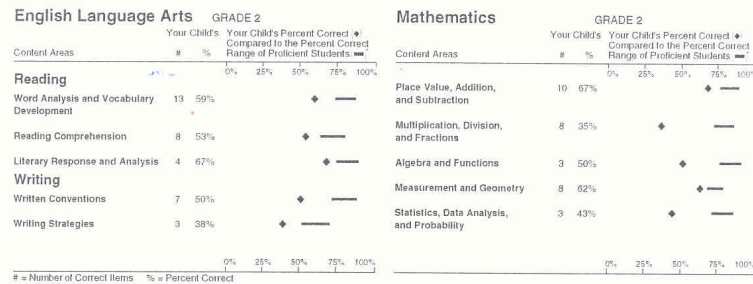 English Language Arts GRADE 2
Your Child's Your Child's Percent Correct (◆)
Compared to the Percent Correct
Content Areas # % Range of Proficient Students
0% 25% 50% 75% 100%
Reading
Word Analysis and Vocabulary 13 59%
Development
Reading Comprehension 8 53%
Literary Response and Analysis 4 67%
Writing
Written Conventions 7 50%
Writing Strategies 3 38%
0% 25% 50% 75% 100%
# = Number of Correct Items % = Percent Correct
Mathematics GRADE 2
Your Child's Your Child's Percent Correct (◆)
Compared to the Percent Correct
Content Areas # % Range of Proficient Students
0% 25% 50% 75% 100%
Place Value, Addition, 10 67%
and Subtraction
Multiplication, Division, 8 35%
and Fractions
Algebra and Functions 3 50%
Measurement and Geometry 8 62%
Statistics, Data Analysis, 3 43%
and Probability
0% 25% 50% 75% 100%